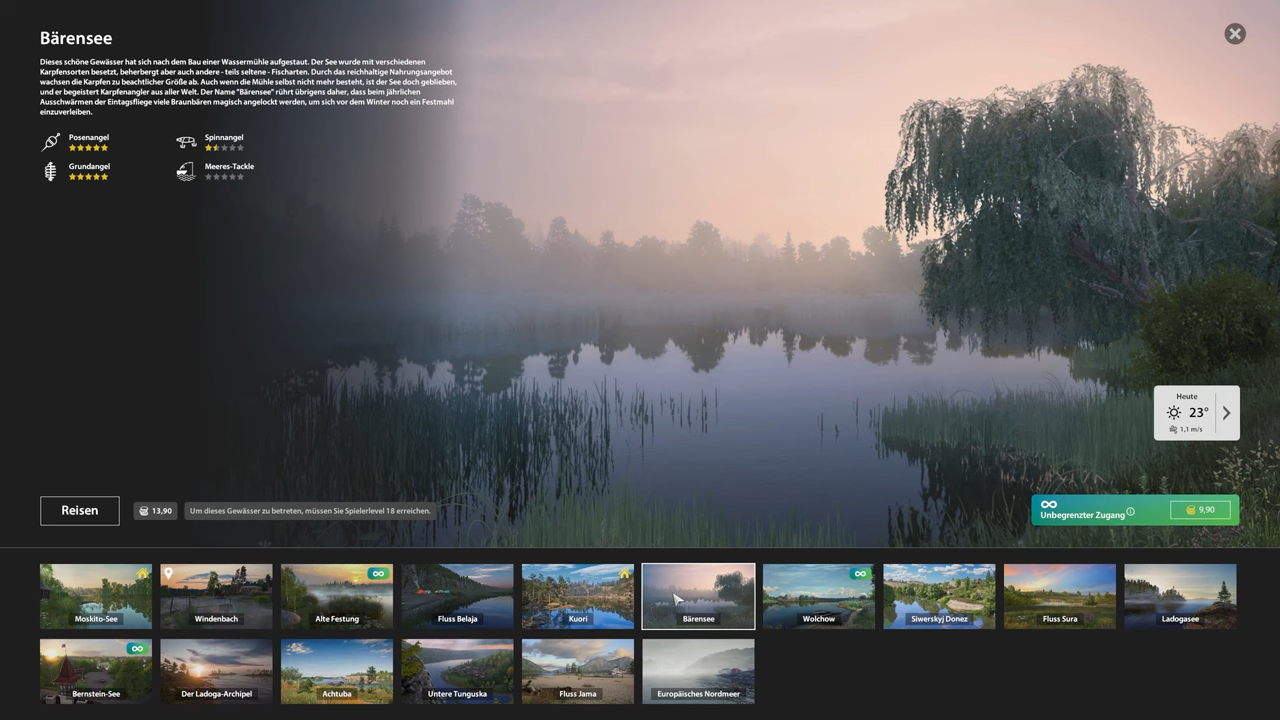 Bärensee
Dieses schöne Gewässer hat sich nach dem Bau einer Wassermühle aufgestaut. Der See wurde mit verschiedenen
Karpfensorten besetzt, beherbergt aber auch andere - teils seltene - Fischarten. Durch das reichhaltige Nahrungsangebot
wachsen die Karpfen zu beachtlicher Größe ab. Auch wenn die Mühle selbst nicht mehr besteht, ist der See doch geblieben,
und er begeistert Karpfenangler aus aller Welt. Der Name "Bärensee" rührt übrigens daher, dass beim jährlichen
Ausschwärmen der Eintagsfliege viele Braunbären magisch angelockt werden, um sich vor dem Winter noch ein Festmahl
einzuverleiben.
Posenangel
Spinnangel
Grundangel
Meeres-Tackle
Heute
23°
1,1 m/s
Reisen
13,90
Um dieses Gewässer zu betreten, müssen Sie Spielerlevel 18 erreichen.
Unbegrenzter Zugang
9,90
Moskito-See
Windenbach
Alte Festung
Fluss Belaja
Kuori
Bärensee
Wolchow
Siwerskyj Donez
Fluss Sura
Ladogasee
Bernstein-See
Der Ladoga-Archipel
Achtuba
Untere Tunguska
Fluss Jama
Europäisches Nordmeer